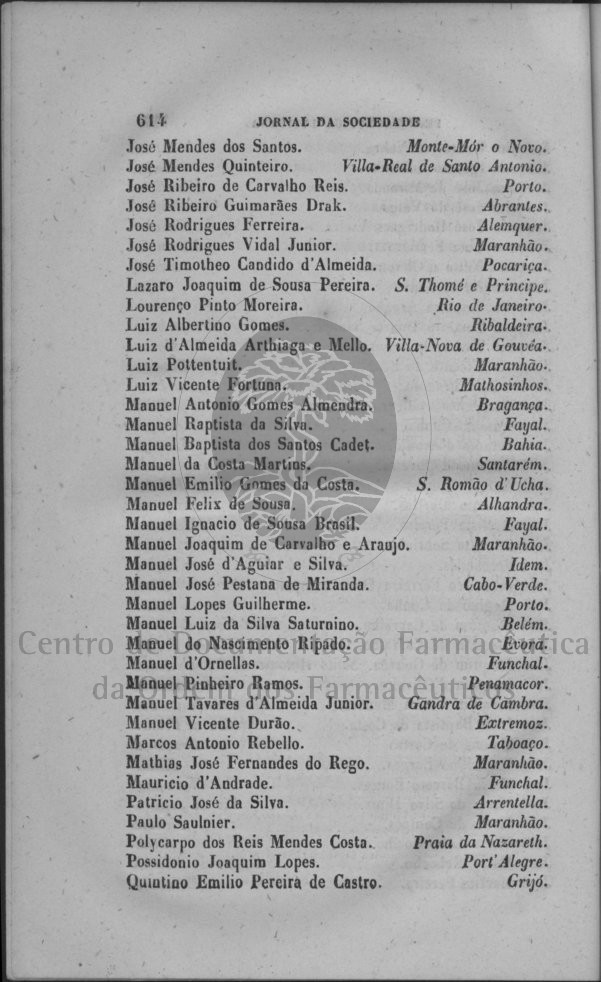 614 JORNAL DA SOCIEDADE
José Mendes dos Santos. Monte-Mór o Novo.
José Mendes Quinteiro. Villa-Real de Santo Antonio.
José Ribeiro de Carvalho Reis. Porto.
José Ribeiro Guimarães Drak. Abrantes.
José Rodrigues Ferreira. Alemquer.
José Rodrigues Vidal Junior. Maranhão.
José Timotheo Candido d'Almeida. Pocariça.
Lazaro Joaquim de Sousa Pereira. S. Thomé e Principe.
Lourenço Pinto Moreira. Rio de Janeiro.
Luiz Albertino Gomes. Ribaldeira.
Luiz d'Almeida Arthiaga e Mello. Villa-Nova de Gouvéa.
Luiz Pottentuit. Maranhão.
Luiz Vicente Fortuna. Mathosinhos.
Manuel Antonio Gomes Almendra. Bragança.
Manuel Baptista da Silva. Fayal.
Manuel Baptista dos Santos Cadet. Bahia.
Manuel da Costa Martins. Santarém.
Manuel Emilio Gomes da Costa. S. Romão d'Ucha.
Manuel Felix de Sousa. Alhandra.
Manuel Ignacio de Sousa Brasil. Fayal.
Manuel Joaquim de Carvalho e Araujo. Maranhão.
Manuel José d'Aguiar e Silva. Idem.
Manuel José Pestana de Miranda. Cabo-Verde.
Manuel Lopes Guilherme. Porto.
Manuel Luiz da Silva Saturnino. Belém.
Manuel do Nascimento Ripado. Evora.
Centro de Documentação Farmacêutica
Manuel d'Ornellas. Funchal.
Manuel Pinheiro Ramos. Penamacor.
da Ordem dos Farmacêuticos
Manuel Tavares d'Almeida Junior. Gandra de Cambra.
Manuel Vicente Durão. Extremoz.
Marcos Antonio Rebello. Taboaço.
Mathias José Fernandes do Rego. Maranhão.
Mauricio d'Andrade. Funchal.
Patricio José da Silva. Arrentella.
Paulo Saulnier. Maranhão.
Polycarpo dos Reis Mendes Costa. Praia da Nazareth.
Possidonio Joaquim Lopes. Port'Alegre.
Quintino Emilio Pereira de Castro. Grijó.